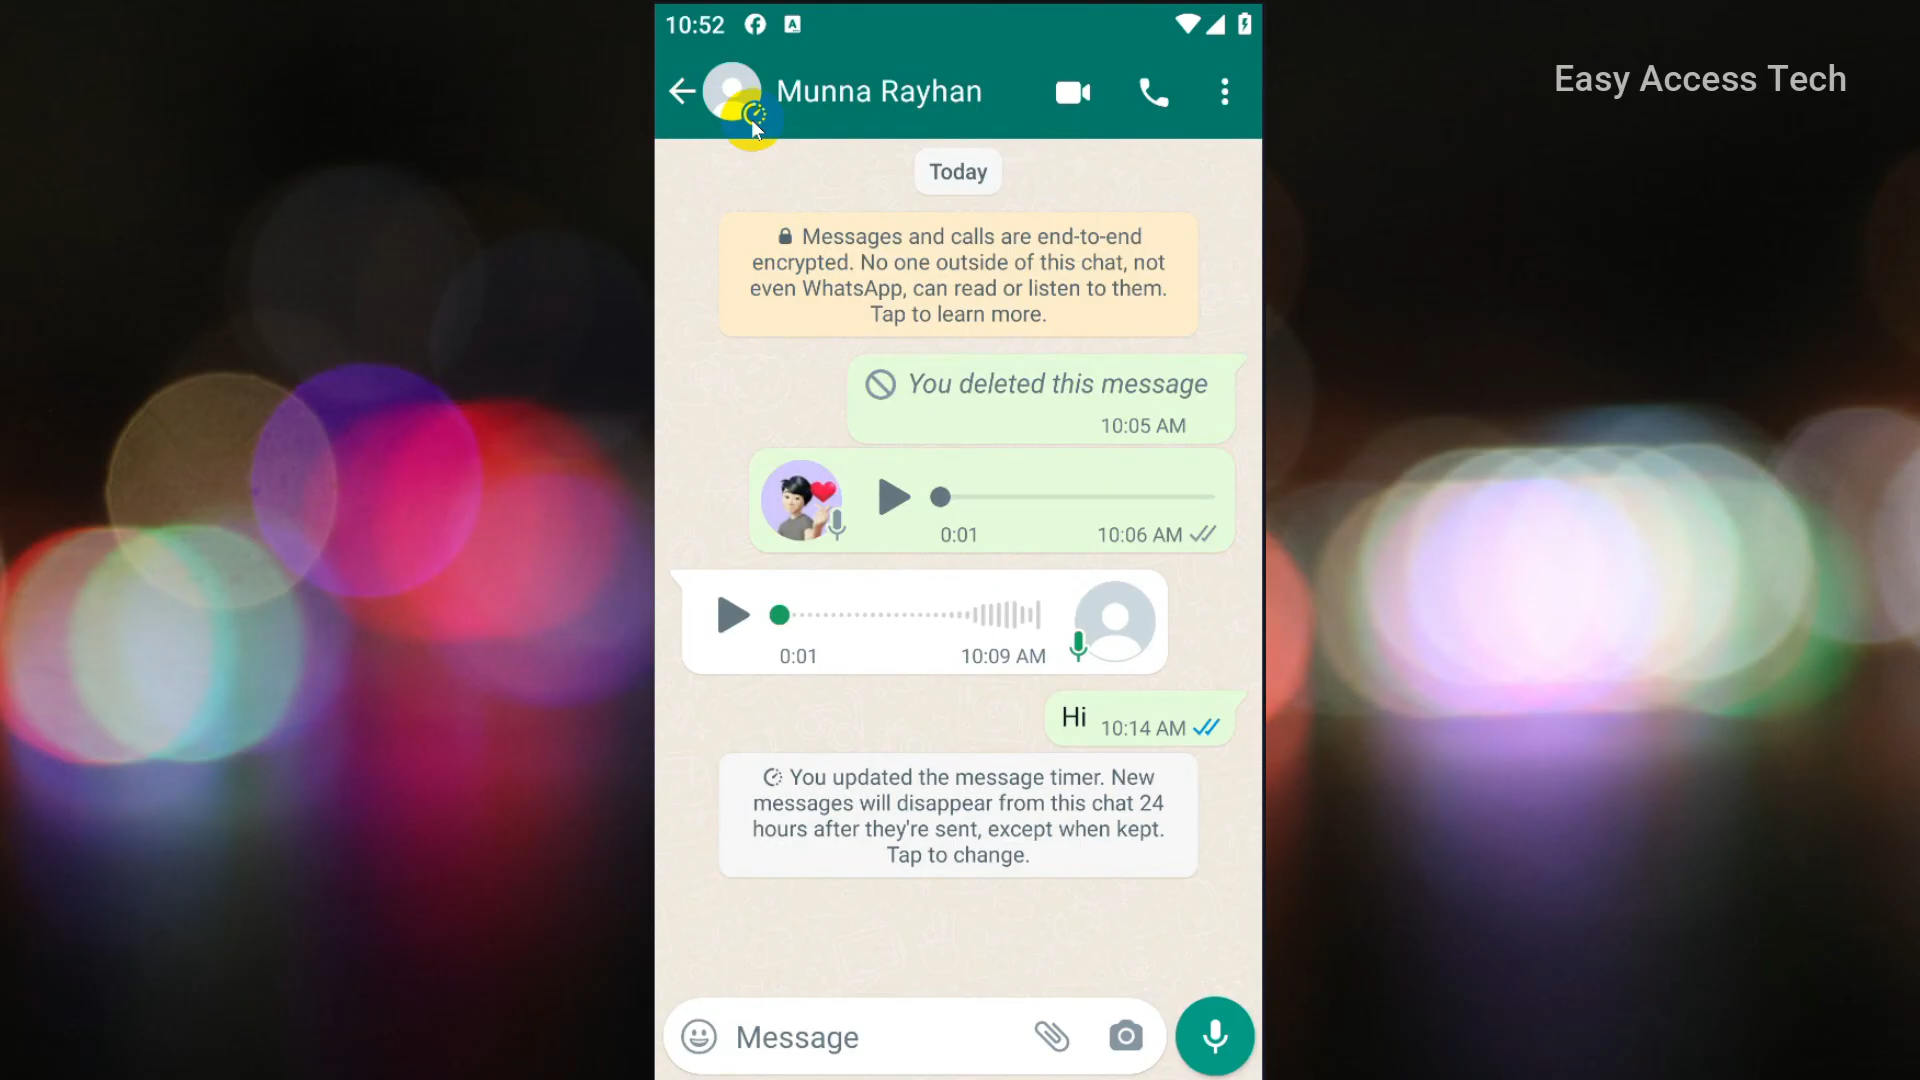 10:52
Easy Access Tech
Munna Rayhan
Today
Messages and calls are end-to-end
encrypted. No one outside of this chat, not
even WhatsApp, can read or listen to them.
Tap to learn more.
You deleted this message
10:05 AM
0:01 10:06 AM
0:01 10:09 AM
Hi 10:14 AM
You updated the message timer. New
messages will disappear from this chat 24
hours after they're sent, except when kept.
Tap to change.
Message